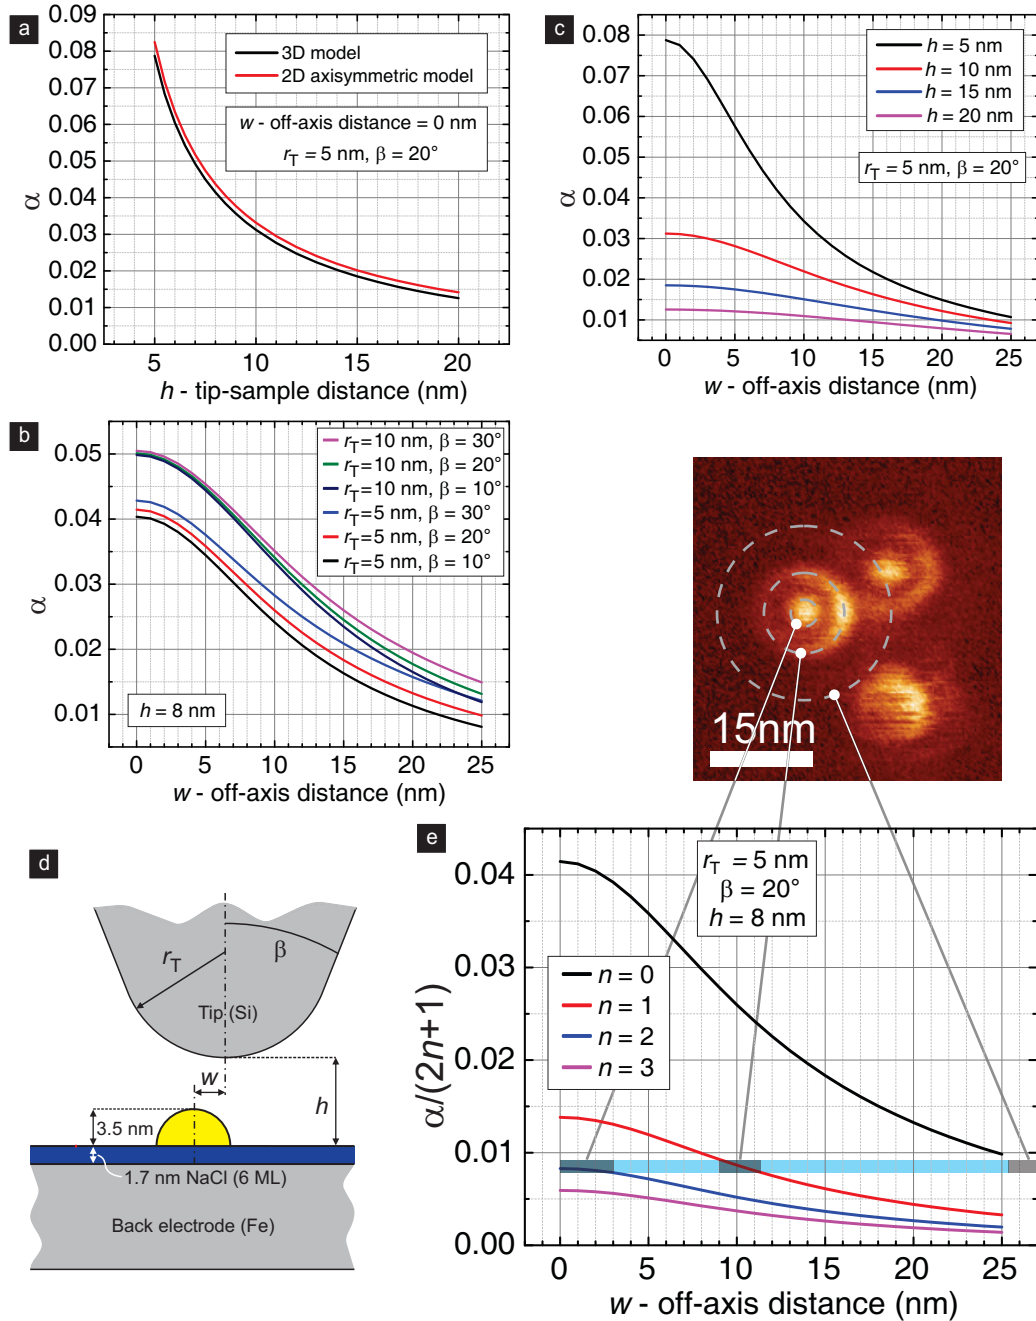 a
0.09
0.08
0.07
0.06
0.05
0.04
0.03
0.02
0.01
0.00
α
3D model
2D axisymmetric model
w - off-axis distance = 0 nm
rT = 5 nm, β = 20°
5
10
15
20
h - tip-sample distance (nm)
c
0.08
0.07
0.06
0.05
0.04
0.03
0.02
0.01
α
h = 5 nm
h = 10 nm
h = 15 nm
h = 20 nm
rT = 5 nm, β = 20°
0
5
10
15
20
25
w - off-axis distance (nm)
b
0.05
0.04
0.03
0.02
0.01
α
rT=10 nm, β = 30°
rT=10 nm, β = 20°
rT=10 nm, β = 10°
rT=5 nm, β = 30°
rT=5 nm, β = 20°
rT=5 nm, β = 10°
h = 8 nm
0
5
10
15
20
25
w - off-axis distance (nm)
15nm
d
rT
β
Tip (Si)
w
h
3.5 nm
1.7 nm NaCl (6 ML)
Back electrode (Fe)
e
0.04
0.03
0.02
0.01
0.00
α/(2n+1)
rT = 5 nm
β = 20°
h = 8 nm
n = 0
n = 1
n = 2
n = 3
0
5
10
15
20
25
w - off-axis distance (nm)